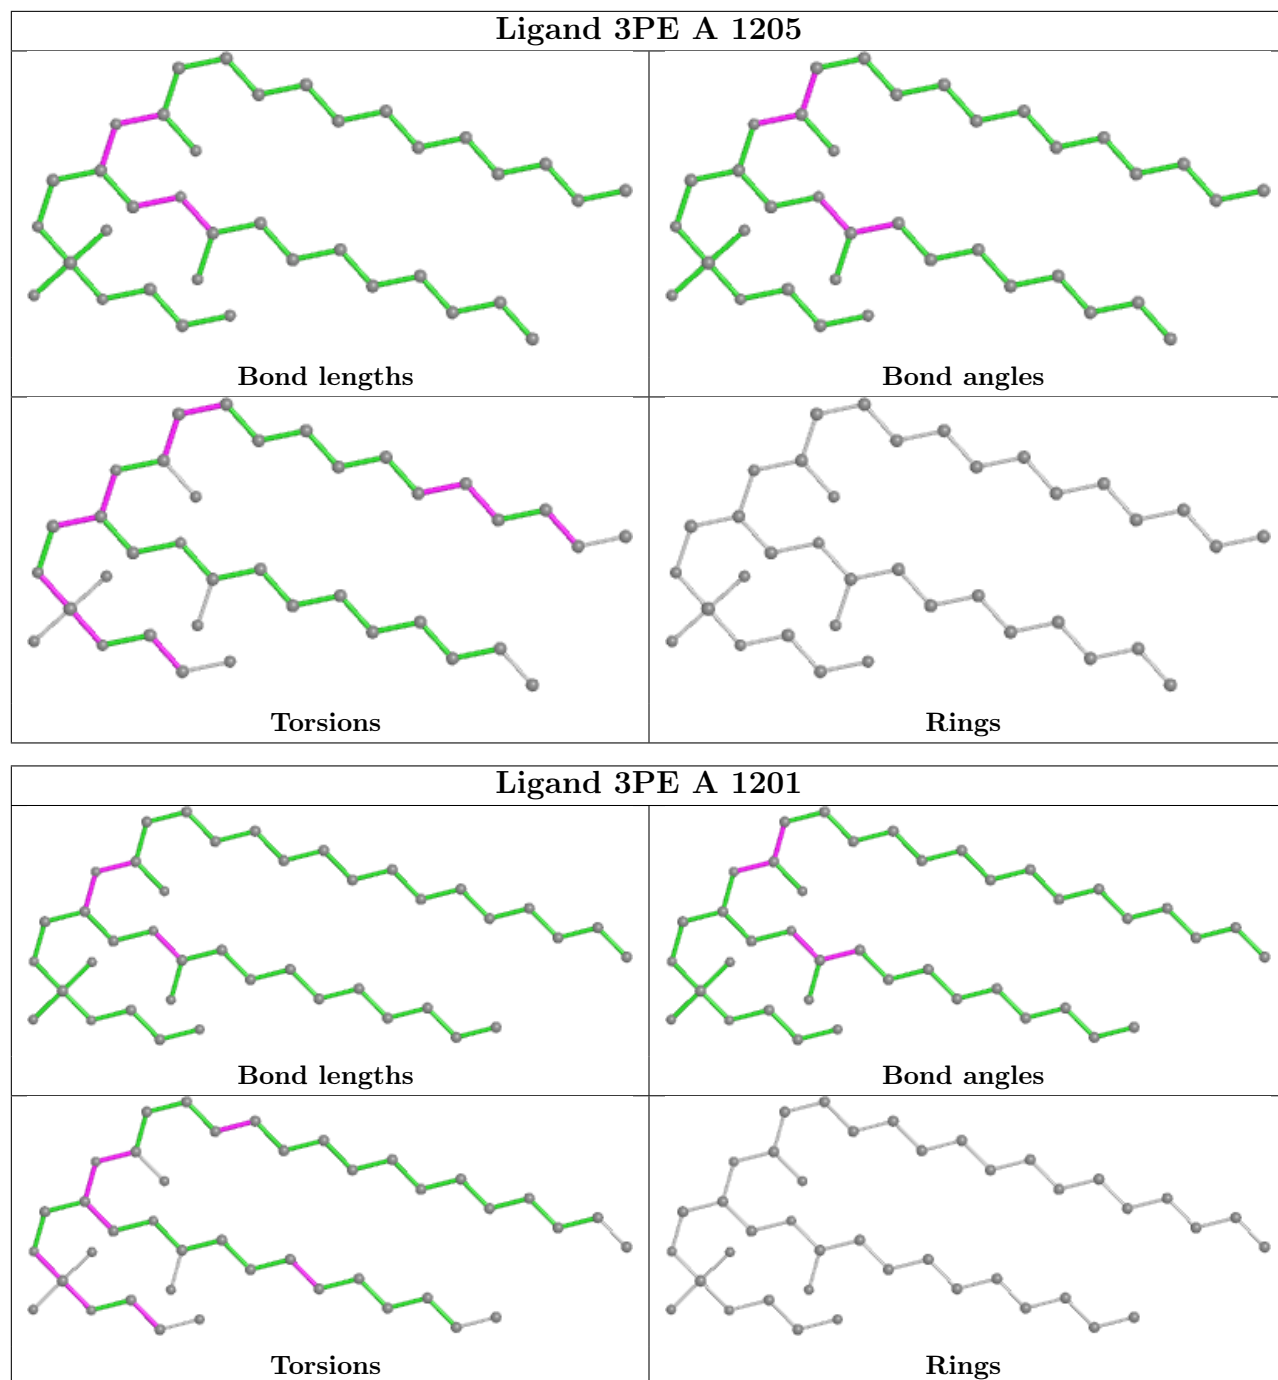 Ligand 3PE A 1205
Bond lengths
Bond angles
Torsions
Rings
Ligand 3PE A 1201
Bond lengths
Bond angles
Torsions
Rings